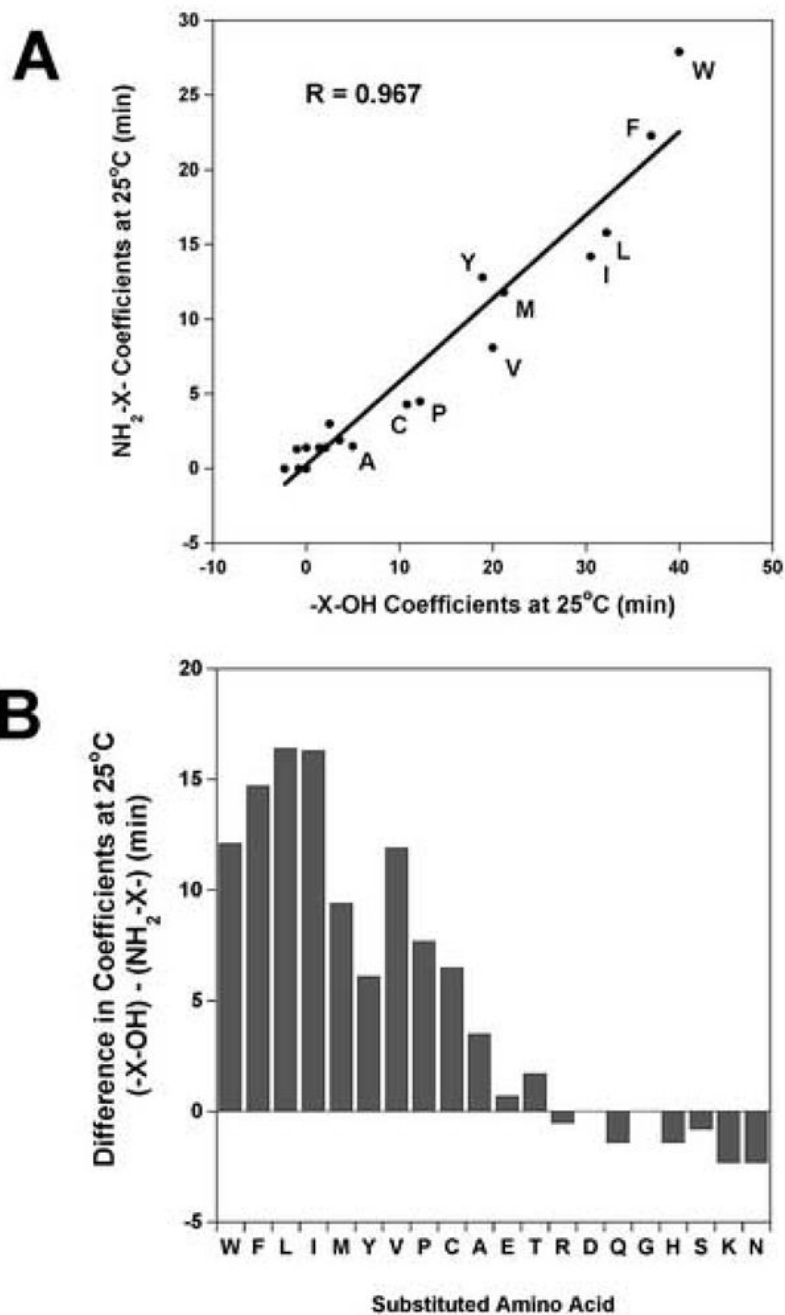 A
30
25
20
15
10
5
0
-5
NH₂-X- Coefficients at 25°C (min)
R = 0.967
W
F
L
I
Y
M
V
C
P
A
-10
0
10
20
30
40
50
-X-OH Coefficients at 25°C (min)
B
20
15
10
5
0
-5
Difference in Coefficients at 25°C
(-X-OH) - (NH₂-X-) (min)
W F L I M Y V P C A E T R D Q G H S K N
Substituted Amino Acid